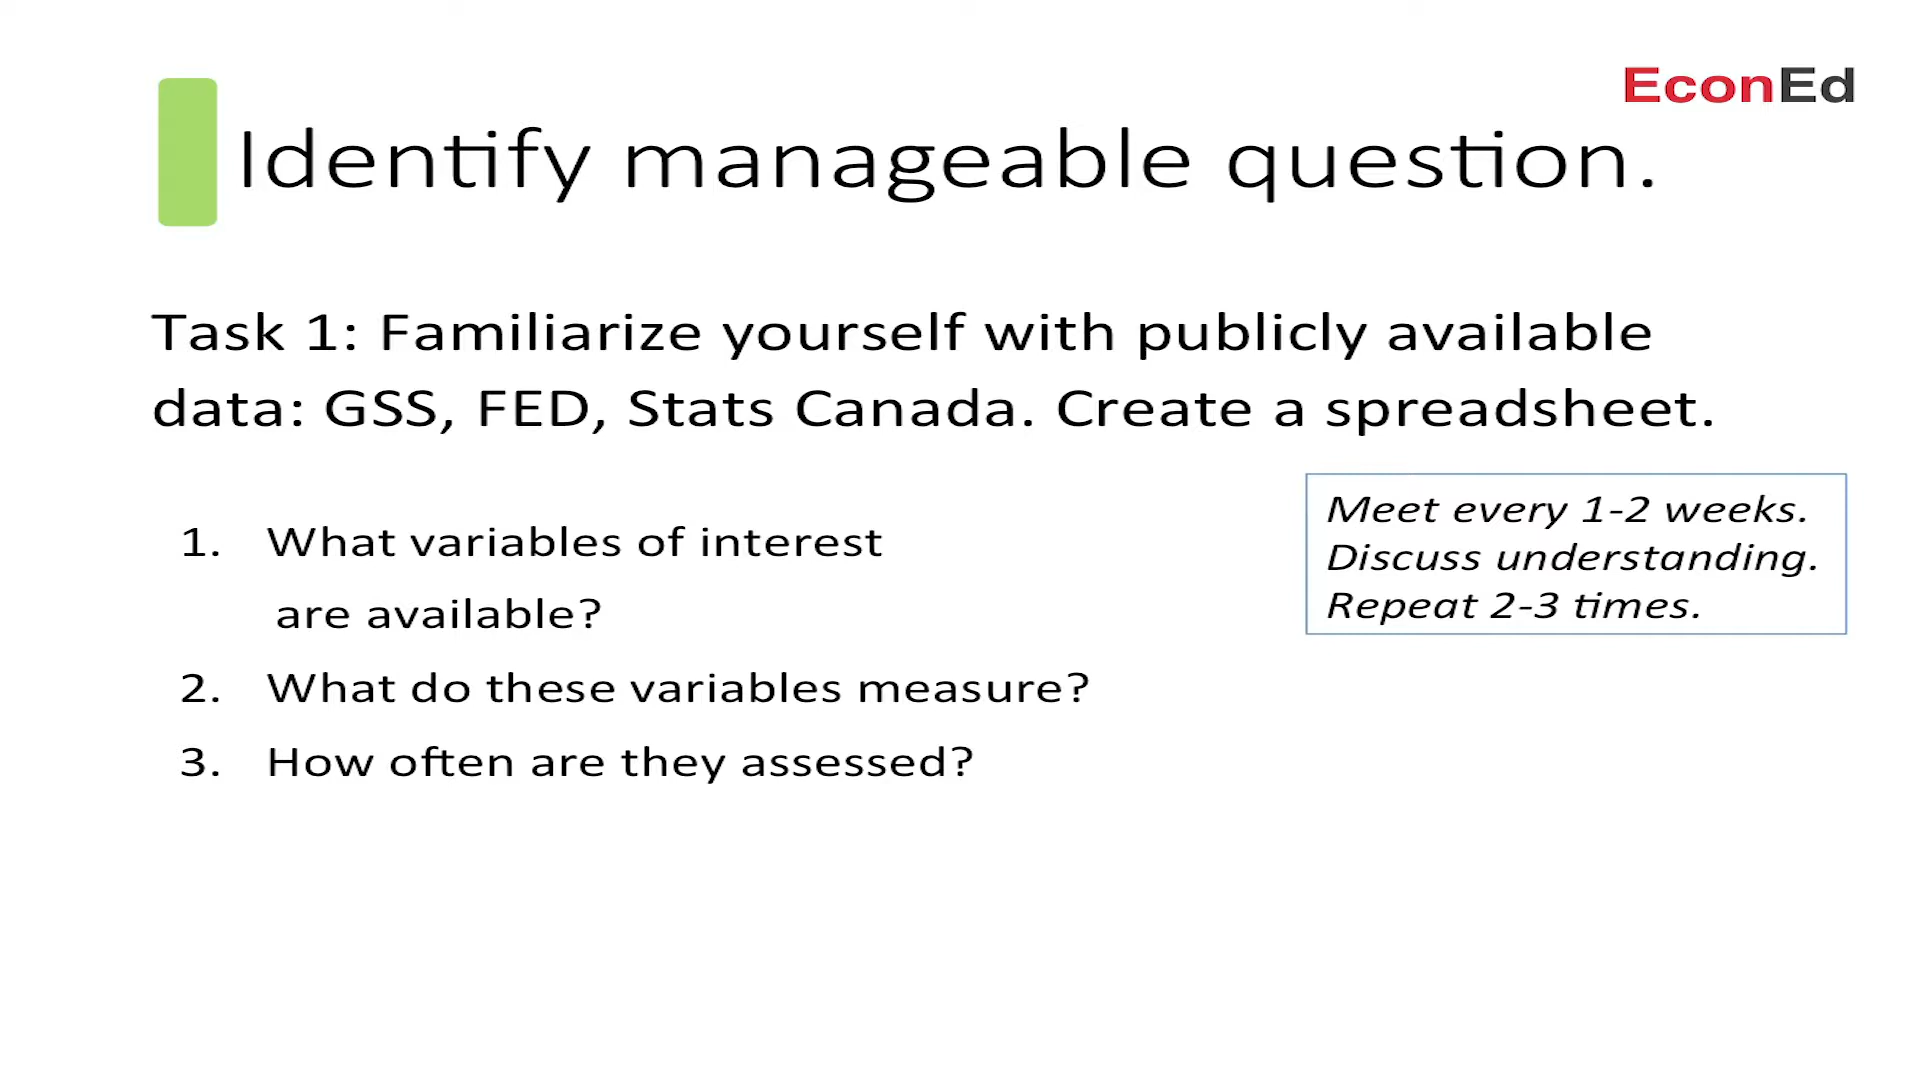 EconEd
Identify manageable question.
Task 1: Familiarize yourself with publicly available
data: GSS, FED, Stats Canada. Create a spreadsheet.
1. What variables of interest
are available?
2. What do these variables measure?
3. How often are they assessed?
Meet every 1-2 weeks.
Discuss understanding.
Repeat 2-3 times.